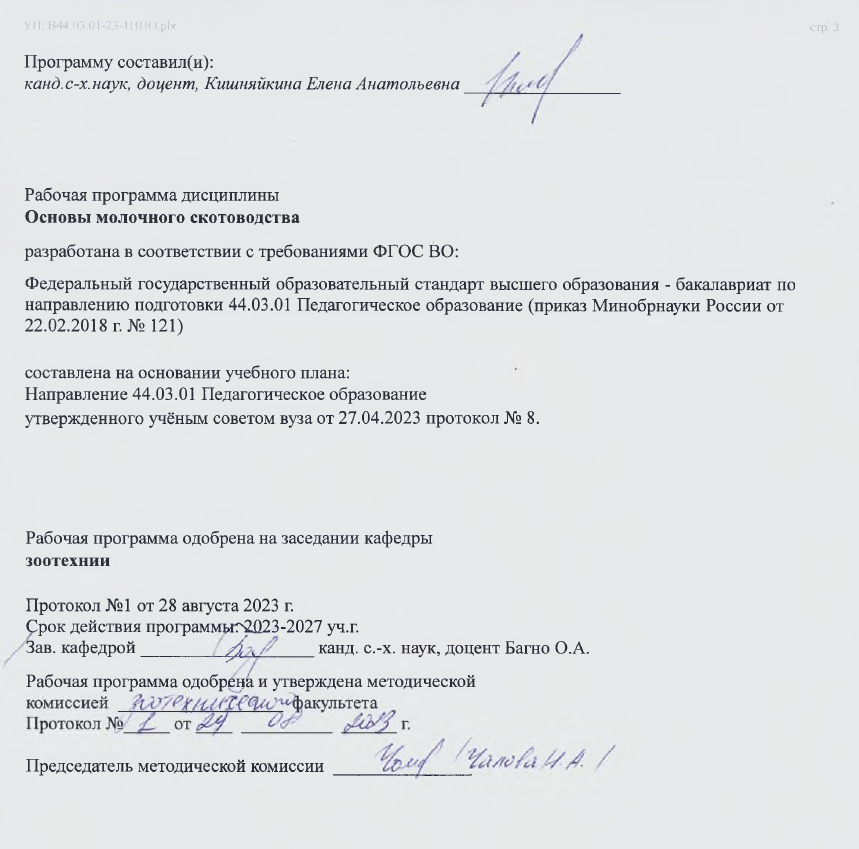 УП: В44.03.01-23-1ППО.plx
стр. 2
Программу составил(и):
канд.с-х.наук, доцент, Кишняйкина Елена Анатольевна
Рабочая программа дисциплины
Основы молочного скотоводства
разработана в соответствии с требованиями ФГОС ВО:
Федеральный государственный образовательный стандарт высшего образования - бакалавриат по
направлению подготовки 44.03.01 Педагогическое образование (приказ Минобрнауки России от
22.02.2018 г. № 121)
составлена на основании учебного плана:
Направление 44.03.01 Педагогическое образование
утвержденного учёным советом вуза от 27.04.2023 протокол № 8.
Рабочая программа одобрена на заседании кафедры
зоотехнии
Протокол №1 от 28 августа 2023 г.
Срок действия программы: 2023-2027 уч.г.
Зав. кафедрой канд. с.-х. наук, доцент Багно О.А.
Рабочая программа одобрена и утверждена методической
комиссией зоотехнической факультета
Протокол № 1 от 29 08 2023 г.
Председатель методической комиссии Чалова Н.А.